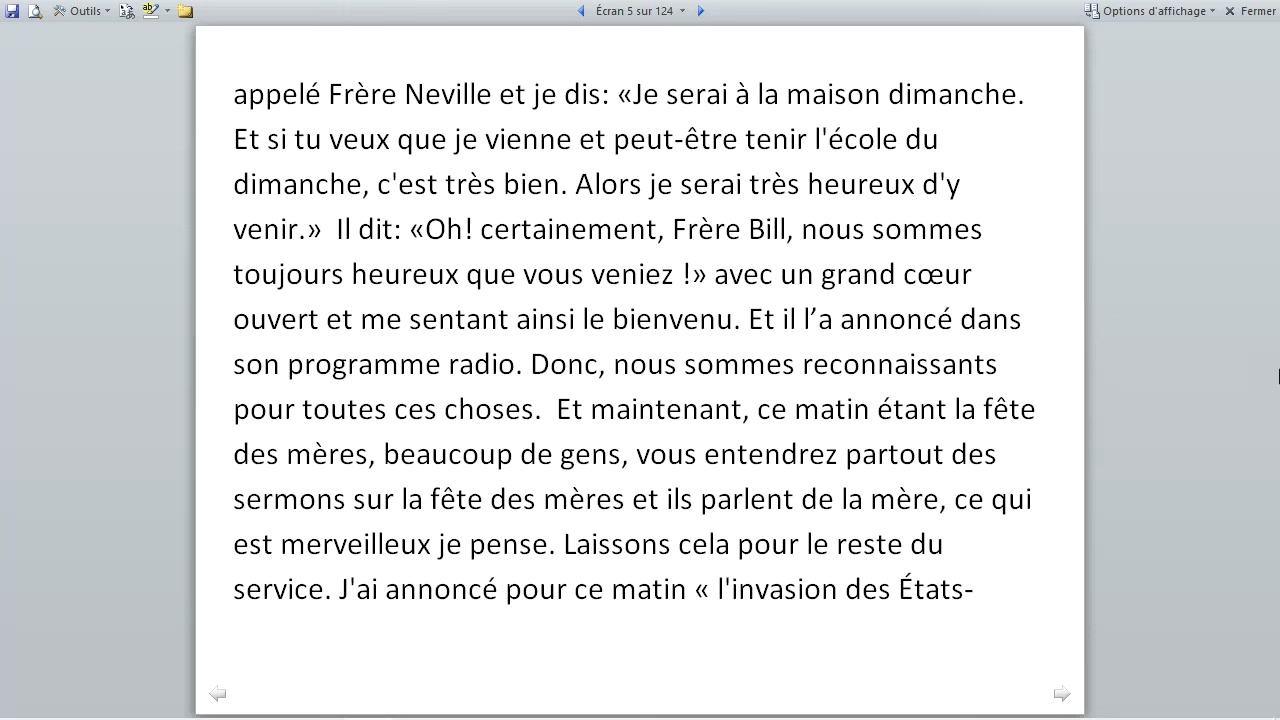 Outils
Écran 5 sur 124
Options d'affichage
Fermer
appelé Frère Neville et je dis: «Je serai à la maison dimanche.
Et si tu veux que je vienne et peut-être tenir l'école du
dimanche, c'est très bien. Alors je serai très heureux d'y
venir.»  Il dit: «Oh! certainement, Frère Bill, nous sommes
toujours heureux que vous veniez !» avec un grand cœur
ouvert et me sentant ainsi le bienvenu. Et il l’a annoncé dans
son programme radio. Donc, nous sommes reconnaissants
pour toutes ces choses.  Et maintenant, ce matin étant la fête
des mères, beaucoup de gens, vous entendrez partout des
sermons sur la fête des mères et ils parlent de la mère, ce qui
est merveilleux je pense. Laissons cela pour le reste du
service. J'ai annoncé pour ce matin « l'invasion des États-